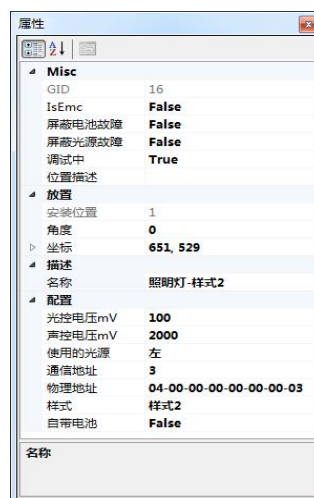 属性
Misc
GID 16
IsEmc False
屏蔽电池故障 False
屏蔽光源故障 False
调试中 True
位置描述
放置
安装位置 1
角度 0
坐标 651, 529
描述
名称 照明灯-样式2
配置
光控电压mV 100
声控电压mV 2000
使用的光源 左
通信地址 3
物理地址 04-00-00-00-00-00-00-03
样式 样式2
自带电池 False
名称